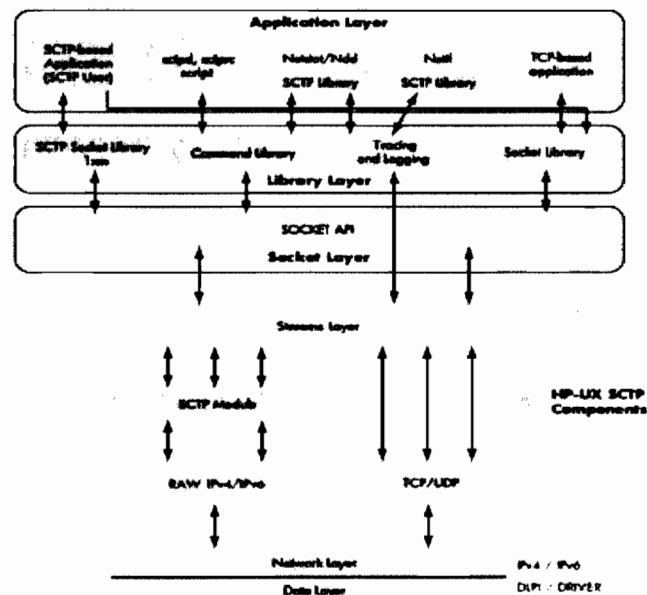 Application Layer
SCTP-based
Application
(SCTP User)
sctpd, sctprc
script
Netstat/Ndd
SCTP Library
Nettl
SCTP Library
TCP-based
application
SCTP Socket Library
Command Library
Tracing
and Logging
Socket Library
Library Layer
SOCKET API
Socket Layer
Streams Layer
SCTP Module
HP-UX SCTP
Components
RAW IPv4/IPv6
TCP/UDP
Network Layer
IPv4 / IPv6
Data Layer
DLPI / DRIVER